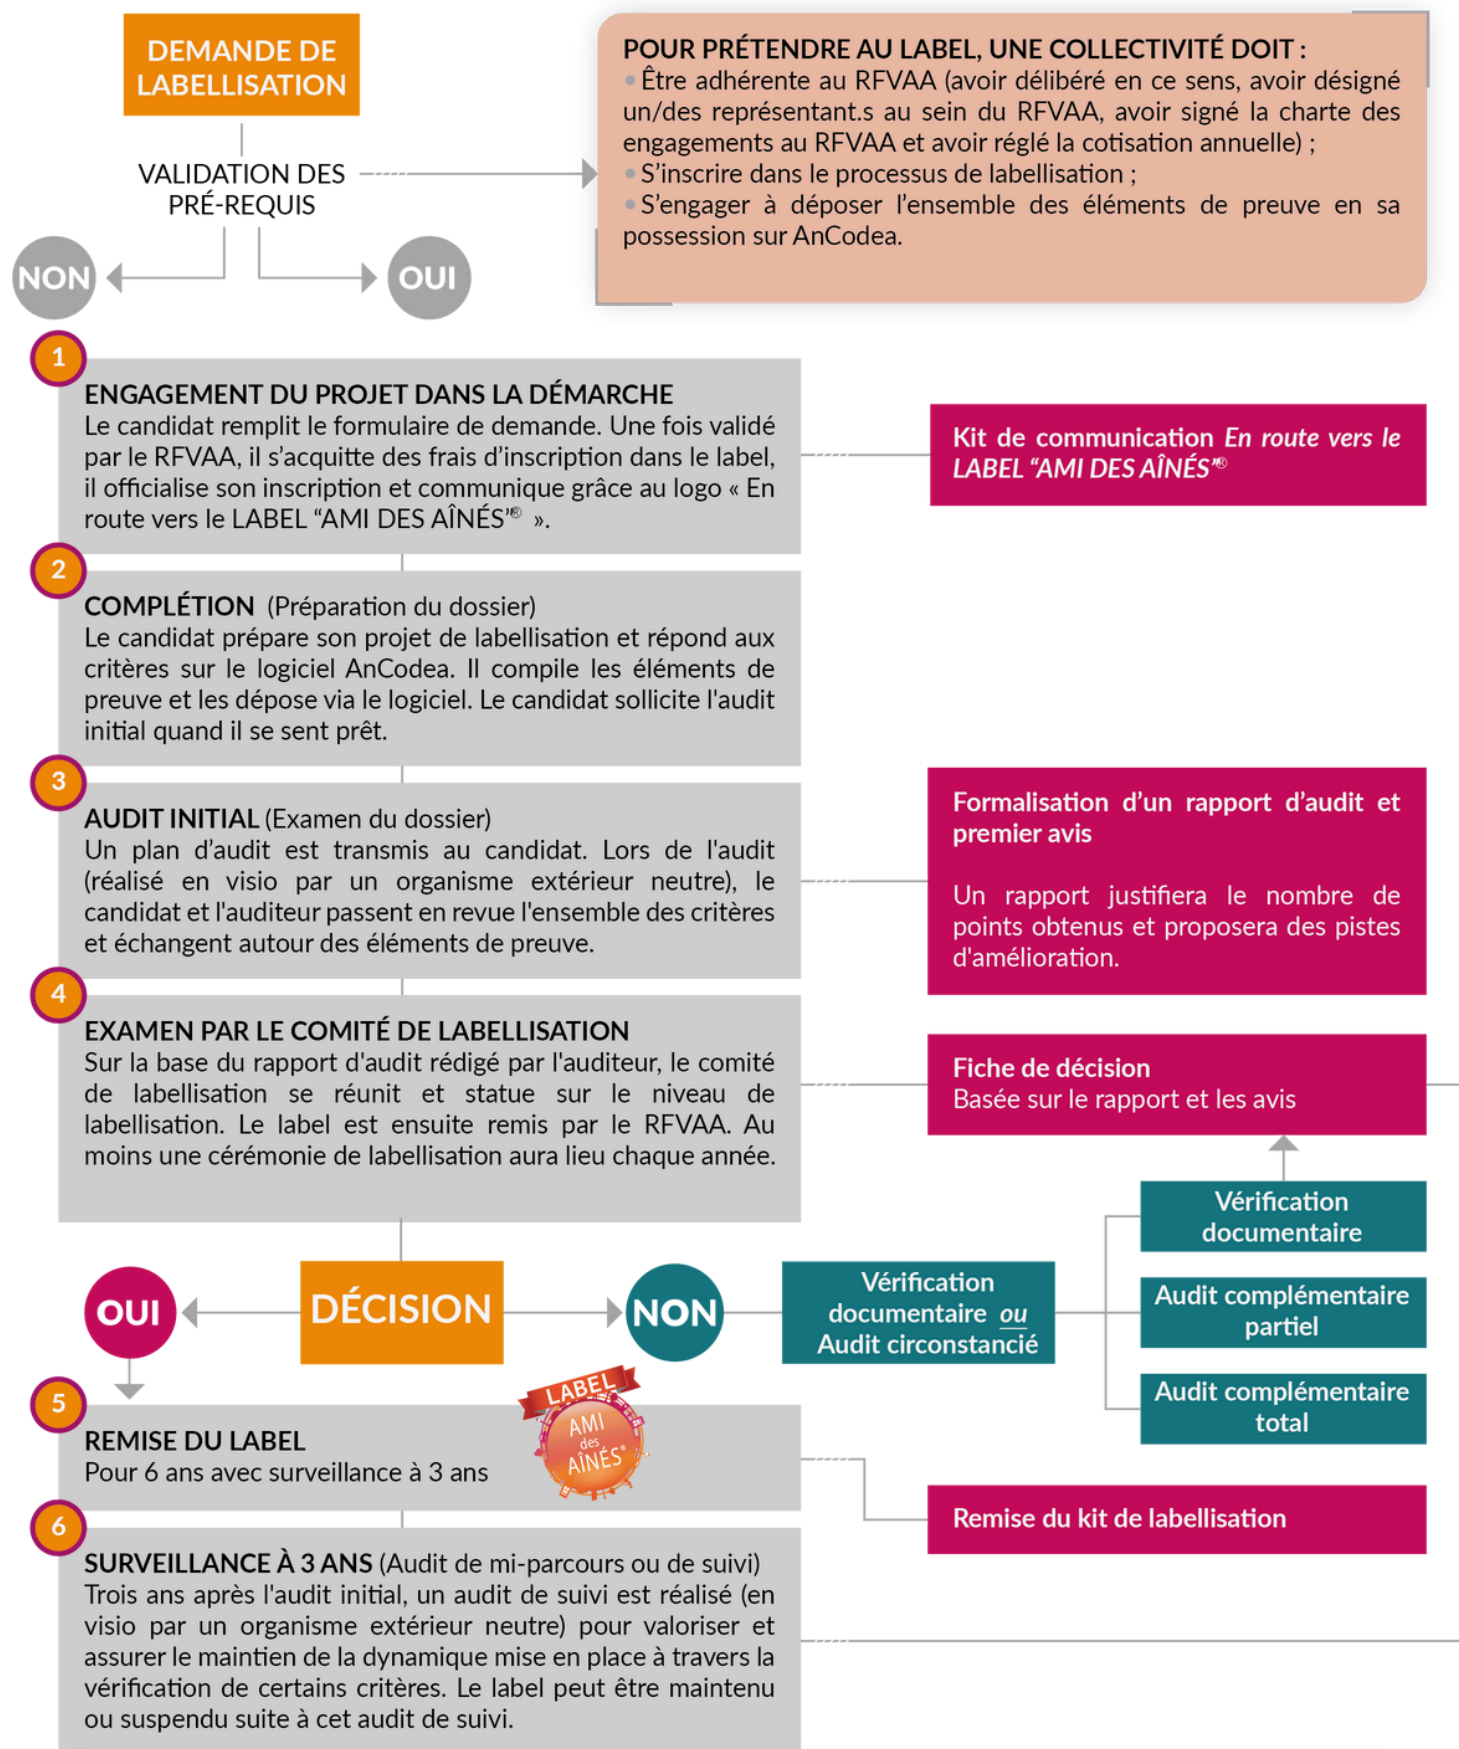 DEMANDE DE
LABELLISATION
VALIDATION DES
PRÉ-REQUIS
NON
OUI
POUR PRÉTENDRE AU LABEL, UNE COLLECTIVITÉ DOIT :
• Être adhérente au RFVAA (avoir délibéré en ce sens, avoir désigné
un/des représentant.s au sein du RFVAA, avoir signé la charte des
engagements au RFVAA et avoir réglé la cotisation annuelle) ;
• S’inscrire dans le processus de labellisation ;
• S’engager à déposer l’ensemble des éléments de preuve en sa
possession sur AnCodea.
1
ENGAGEMENT DU PROJET DANS LA DÉMARCHE
Le candidat remplit le formulaire de demande. Une fois validé
par le RFVAA, il s’acquitte des frais d’inscription dans le label,
il officialise son inscription et communique grâce au logo « En
route vers le LABEL “AMI DES AÎNÉS”® ».
Kit de communication En route vers le
LABEL “AMI DES AÎNÉS”®
2
COMPLÉTION (Préparation du dossier)
Le candidat prépare son projet de labellisation et répond aux
critères sur le logiciel AnCodea. Il compile les éléments de
preuve et les dépose via le logiciel. Le candidat sollicite l'audit
initial quand il se sent prêt.
3
AUDIT INITIAL (Examen du dossier)
Un plan d’audit est transmis au candidat. Lors de l'audit
(réalisé en visio par un organisme extérieur neutre), le
candidat et l'auditeur passent en revue l'ensemble des critères
et échangent autour des éléments de preuve.
Formalisation d’un rapport d’audit et
premier avis
Un rapport justifiera le nombre de
points obtenus et proposera des pistes
d'amélioration.
4
EXAMEN PAR LE COMITÉ DE LABELLISATION
Sur la base du rapport d'audit rédigé par l'auditeur, le comité
de labellisation se réunit et statue sur le niveau de
labellisation. Le label est ensuite remis par le RFVAA. Au
moins une cérémonie de labellisation aura lieu chaque année.
Fiche de décision
Basée sur le rapport et les avis
OUI
DÉCISION
NON
Vérification
documentaire ou
Audit circonstancié
Vérification
documentaire
Audit complémentaire
partiel
Audit complémentaire
total
5
REMISE DU LABEL
Pour 6 ans avec surveillance à 3 ans
LABEL
AMI
des
AÎNÉS®
Remise du kit de labellisation
6
SURVEILLANCE À 3 ANS (Audit de mi-parcours ou de suivi)
Trois ans après l'audit initial, un audit de suivi est réalisé (en
visio par un organisme extérieur neutre) pour valoriser et
assurer le maintien de la dynamique mise en place à travers la
vérification de certains critères. Le label peut être maintenu
ou suspendu suite à cet audit de suivi.